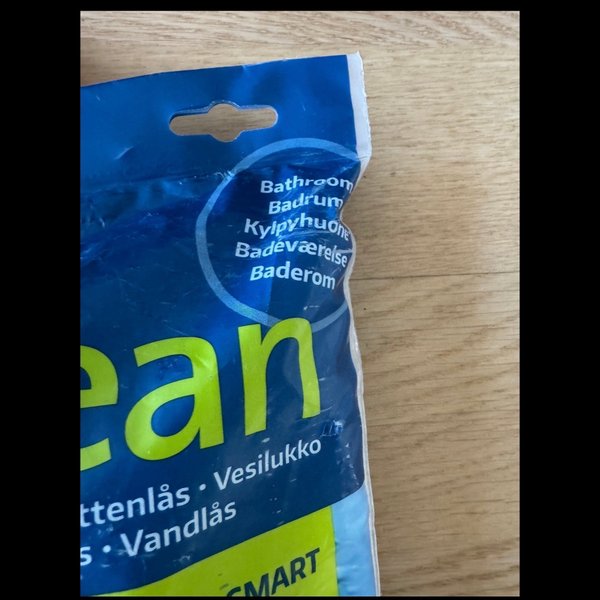 Bathroom
Badrum
Kylpyhuone
Badeværelse
Baderom
ean
ttenlås · Vesilukko
s · Vandlås
SMART